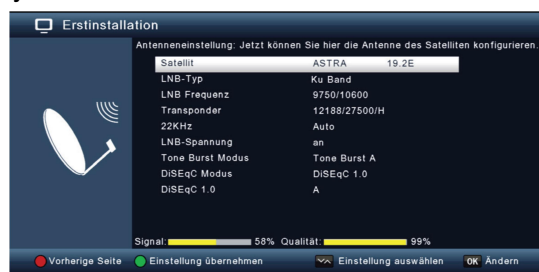 Erstinstallation
Antenneneinstellung: Jetzt können Sie hier die Antenne des Satelliten konfigurieren.
Satellit ASTRA 19.2E
LNB-Typ Ku Band
LNB Frequenz 9750/10600
Transponder 12188/27500/H
22KHz Auto
LNB-Spannung an
Tone Burst Modus Tone Burst A
DiSEqC Modus DiSEqC 1.0
DiSEqC 1.0 A
Signal: 58% Qualität: 99%
Vorherige Seite Einstellung übernehmen Einstellung auswählen OK Ändern